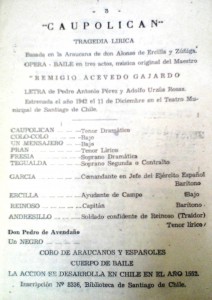 - 3 -
"CAUPOLICAN"
TRAGEDIA LIRICA
Basada en la Araucana de don Alonso de Ercilla y Zúñiga.
OPERA - BAILE en tres actos, música original del Maestro
"REMIGIO ACEVEDO GAJARDO
LETRA de Pedro Antonio Pérez y Adolfo Urzúa Rosas.
Estrenada el año 1942 el 11 de Diciembre en el Teatro Municipal de Santiago de Chile.
CAUPOLICAN — Tenor Dramático
COLO-COLO — Bajo
UN MENSAJERO — Bajo
FRAN — Tenor Lírico
FRESIA — Soprano Dramática
TEGUALDA — Soprano Segunda o Contralto
GARCIA — Comandante en Jefe del Ejército Español
Barítono
ERCILLA — Ayudante de Campo (Bajo)
REINOSO — Capitán Barítono
ANDRESILLO — Soldado confidente de Reinoso (Traidor)
Tenor lírico
Don Pedro de Avendaño
Un NEGRO
CORO DE ARAUCANOS Y ESPAÑOLES
CUERPO DE BAILE
LA ACCION SE DESARROLLA EN CHILE EN EL AÑO
Inscripción Nº Biblioteca de Santiago de Chile.